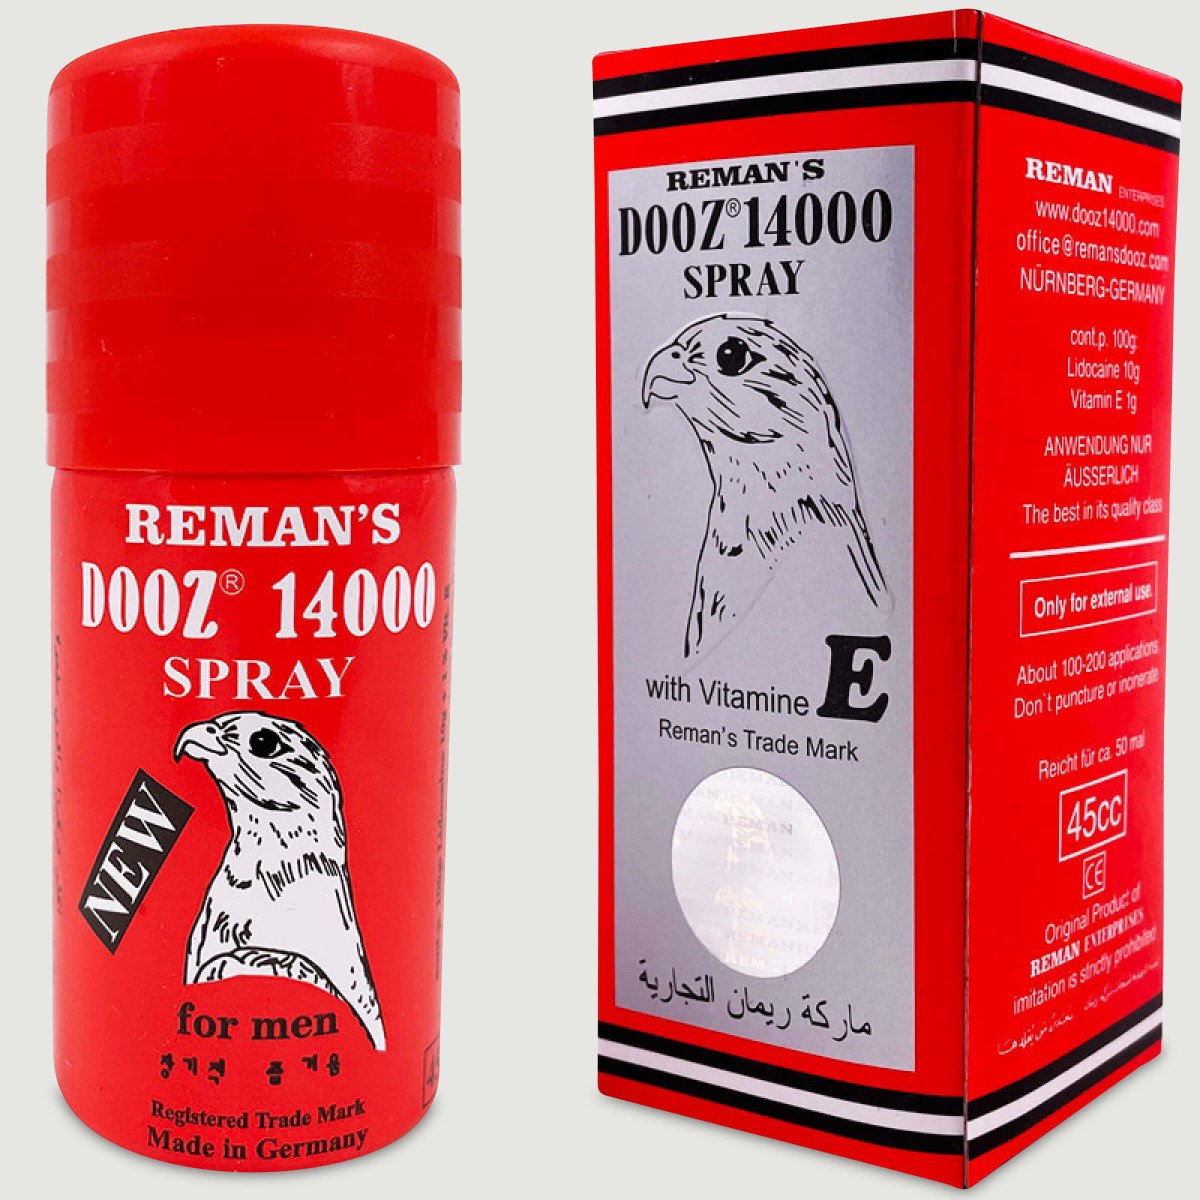 REMAN'S
DOOZ® 14000
SPRAY
NEW
for men
Registered Trade Mark
Made in Germany
REMAN'S
DOOZ® 14000
SPRAY
with Vitamine E
Reman's Trade Mark
ماركة ريمان التجارية
REMAN ENTERPRISES
www.dooz14000.com
office@remansdooz.com
NÜRNBERG-GERMANY
cont.p. 100g:
Lidocaine 10g
Vitamin E 1g
ANWENDUNG NUR
ÄUSSERLICH
The best in its quality class
Only for external use.
About 100-200 applications.
Don`t puncture or incinerate
Reicht für ca. 50 mal
45cc
CE
Original Product of
REMAN ENTERPRISES
imitation is strictly prohibited